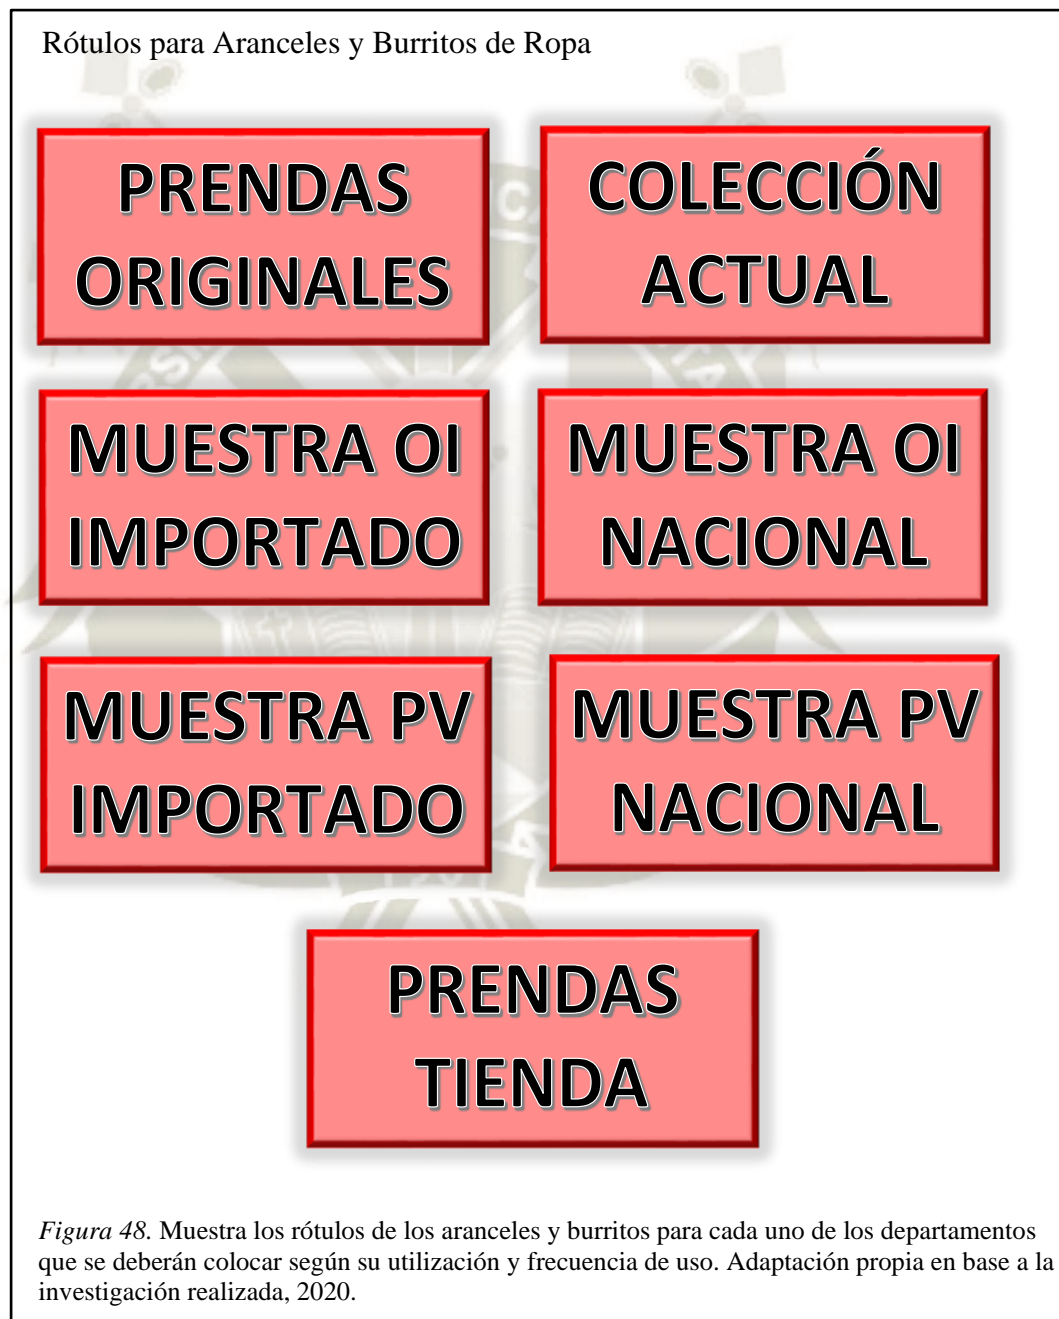 Rótulos para Aranceles y Burritos de Ropa
PRENDAS
ORIGINALES
COLECCIÓN
ACTUAL
MUESTRA OI
IMPORTADO
MUESTRA OI
NACIONAL
MUESTRA PV
IMPORTADO
MUESTRA PV
NACIONAL
PRENDAS
TIENDA
Figura 48. Muestra los rótulos de los aranceles y burritos para cada uno de los departamentos
que se deberán colocar según su utilización y frecuencia de uso. Adaptación propia en base a la
investigación realizada, 2020.